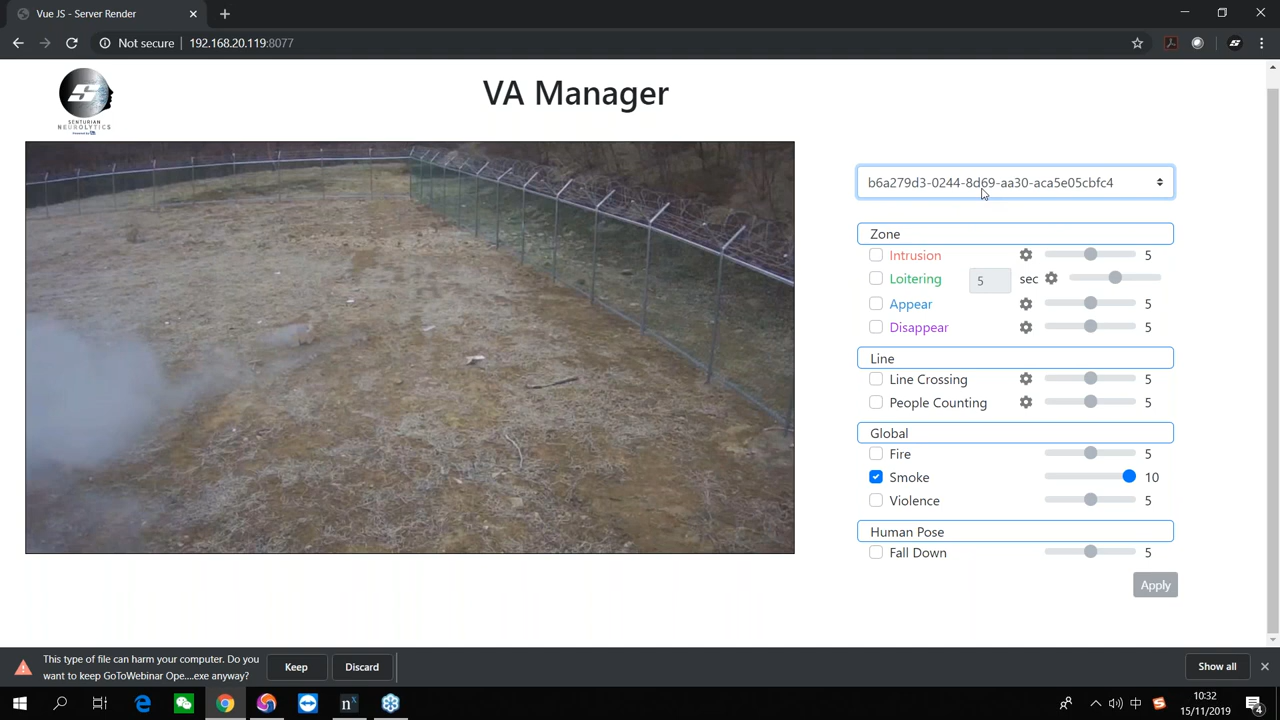 Vue JS - Server Render
Not secure
192.168.20.119:8077
SENTURIAN
NEUROLYTICS
VA Manager
b6a279d3-0244-8d69-aa30-aca5e05cbfc4
Zone
Intrusion 5
Loitering 5 sec
Appear 5
Disappear 5
Line
Line Crossing 5
People Counting 5
Global
Fire 5
Smoke 10
Violence 5
Human Pose
Fall Down 5
Apply
This type of file can harm your computer. Do you
want to keep GoToWebinar Ope....exe anyway?
Keep
Discard
Show all
中
10:32
15/11/2019
4